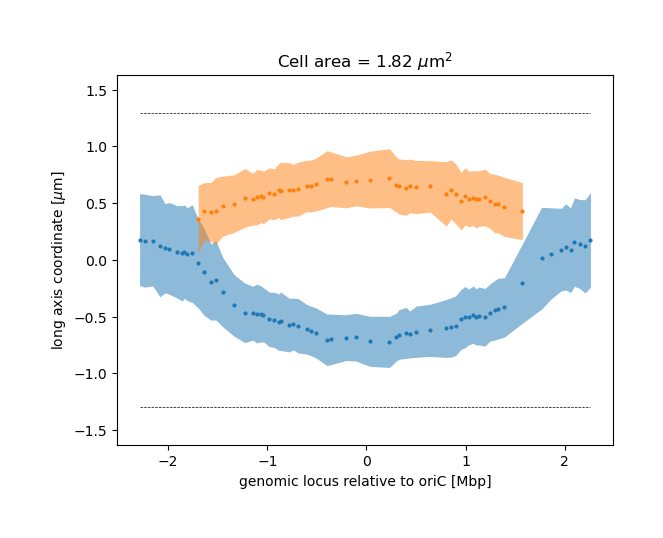 Cell area = 1.82 μm²
1.5
1.0
0.5
0.0
−0.5
−1.0
−1.5
long axis coordinate [μm]
−2 −1 0 1 2
genomic locus relative to oriC [Mbp]